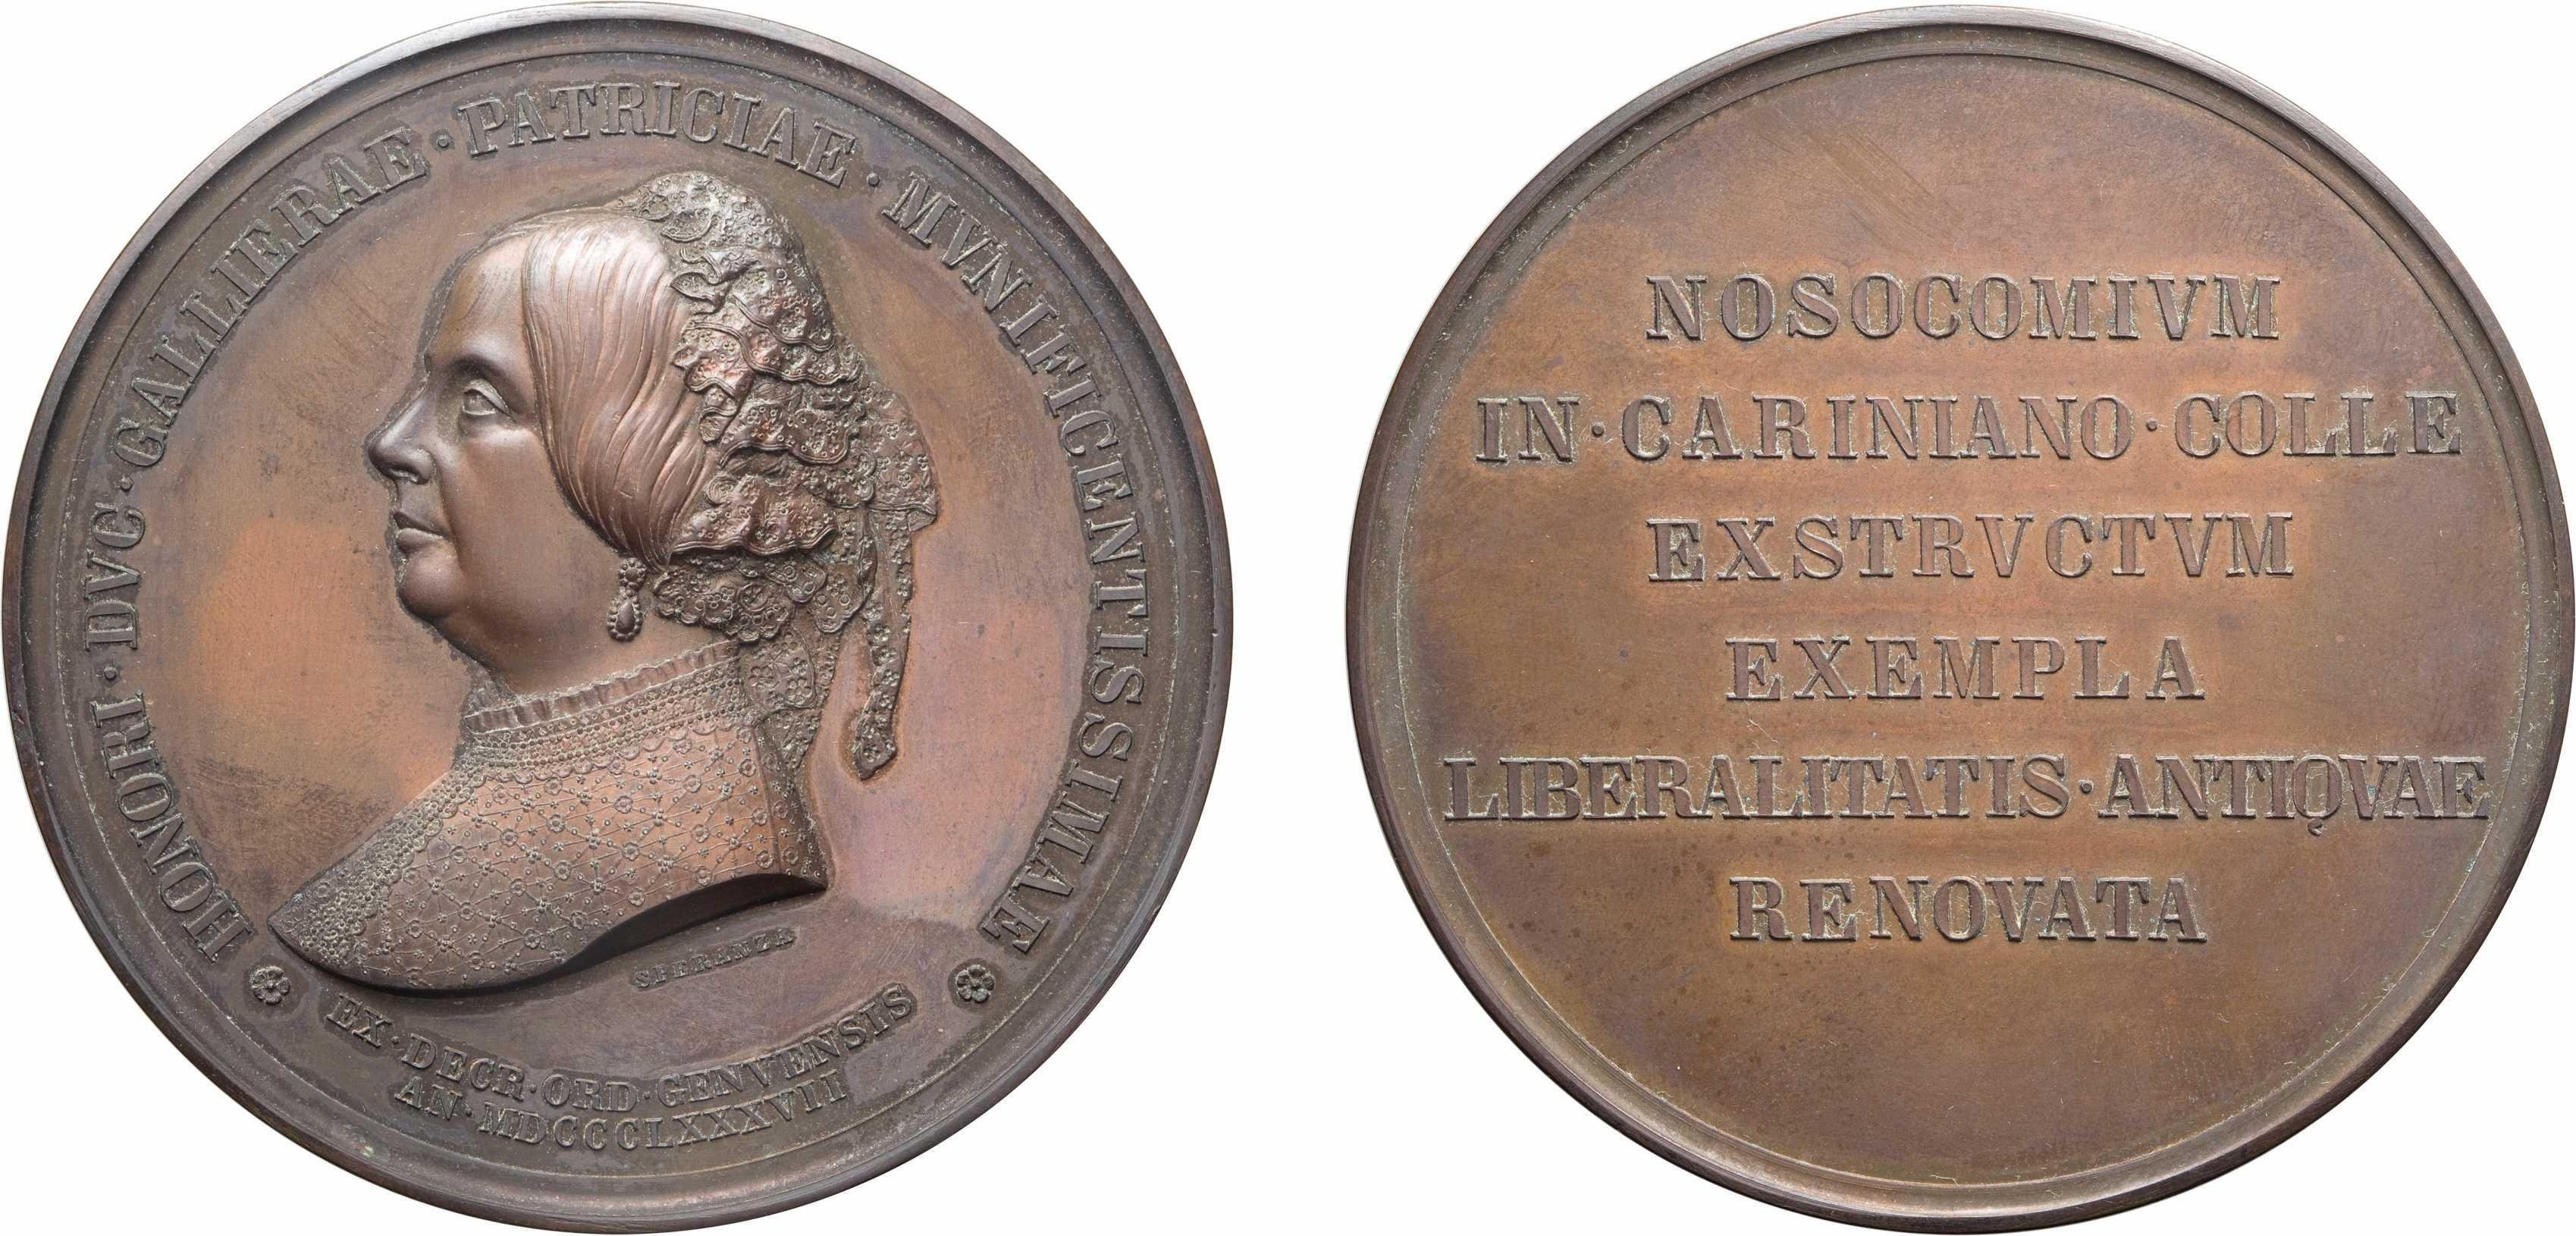 HONORI · DVC · GALLIERAE · PATRICIAE · MVNIFICENTISSIMAE
SPERANZA
EX · DECR · ORD · GENVENSIS
AN · MDCCCLXXXVII
NOSOCOMIVM
IN · CARINIANO · COLLE
EXSTRVCTVM
EXEMPLA
LIBERALITATIS · ANTIQVAE
RENOVATA